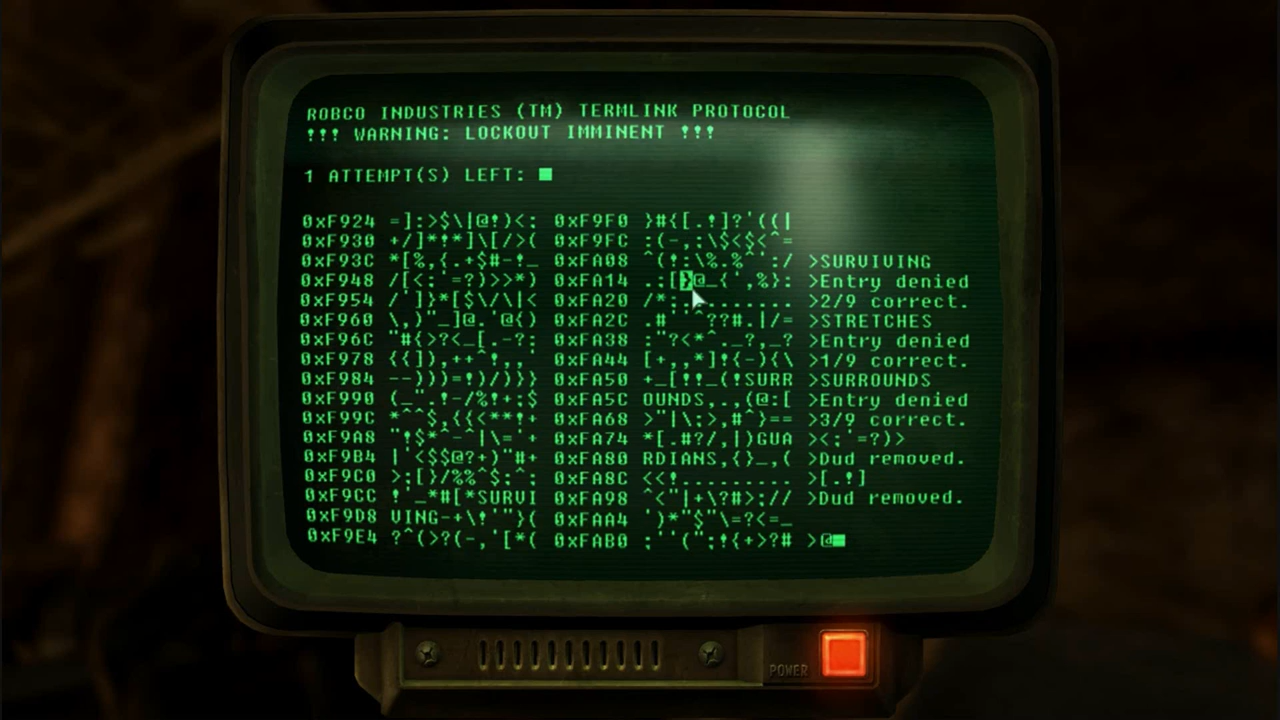 ROBCO INDUSTRIES (TM) TERMLINK PROTOCOL
!!! WARNING: LOCKOUT IMMINENT !!!
1 ATTEMPT(S) LEFT:
0xF924 =]:>$\|@!)<: 0xF9F0 }#{[.!]?'((|
0xF930 +/]*!*]\[/>( 0xF9FC :(-,:\$<$<^=
0xF93C *[%,{.+$#-!_ 0xFA08 ^(!:\%.%^':/ >SURVIVING
0xF948 /[<;'=?)>>*) 0xFA14 .:[}@_{',%}: >Entry denied
0xF954 /']}*[$\/\|< 0xFA20 /*;......... >2/9 correct.
0xF960 \,)"_]@.'@{) 0xFA2C .#''^??#.|/= >STRETCHES
0xF96C "#{>?<_[.-?: 0xFA38 :"?<*"._?,_? >Entry denied
0xF978 {{]),++^!,,' 0xFA44 [+,,*]!{-){\ >1/9 correct.
0xF984 --)))=!)/)}} 0xFA50 +_[!!_(!SURR >SURROUNDS
0xF990 (_".!-/%!+;$ 0xFA5C OUNDS,.,(@:[ >Entry denied
0xF99C *^^$,{{<**!+ 0xFA68 >"|\;>,#^}== >3/9 correct.
0xF9A8 "!$*^-^|\='+ 0xFA74 *[.#?/,|)GUA ><;'=?)>
0xF9B4 |'<$$@?+)"#+ 0xFA80 RDIANS,{}_,( >Dud removed.
0xF9C0 >;[}/%%^$:^: 0xFA8C <<!......... >[.!]
0xF9CC !'_*#[*SURVI 0xFA98 ^<"|+\?#>;// >Dud removed.
0xF9D8 VING-+\!'"}( 0xFAA4 ')*"$"\=?<=_
0xF9E4 ?^(>?(-,'[*( 0xFAB0 ;''(";!{+>?# >@
POWER